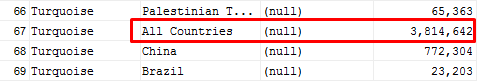 66 Turquoise Palestinian T... (null) 65,363
67 Turquoise All Countries (null) 3,814,642
68 Turquoise China (null) 772,304
69 Turquoise Brazil (null) 23,203